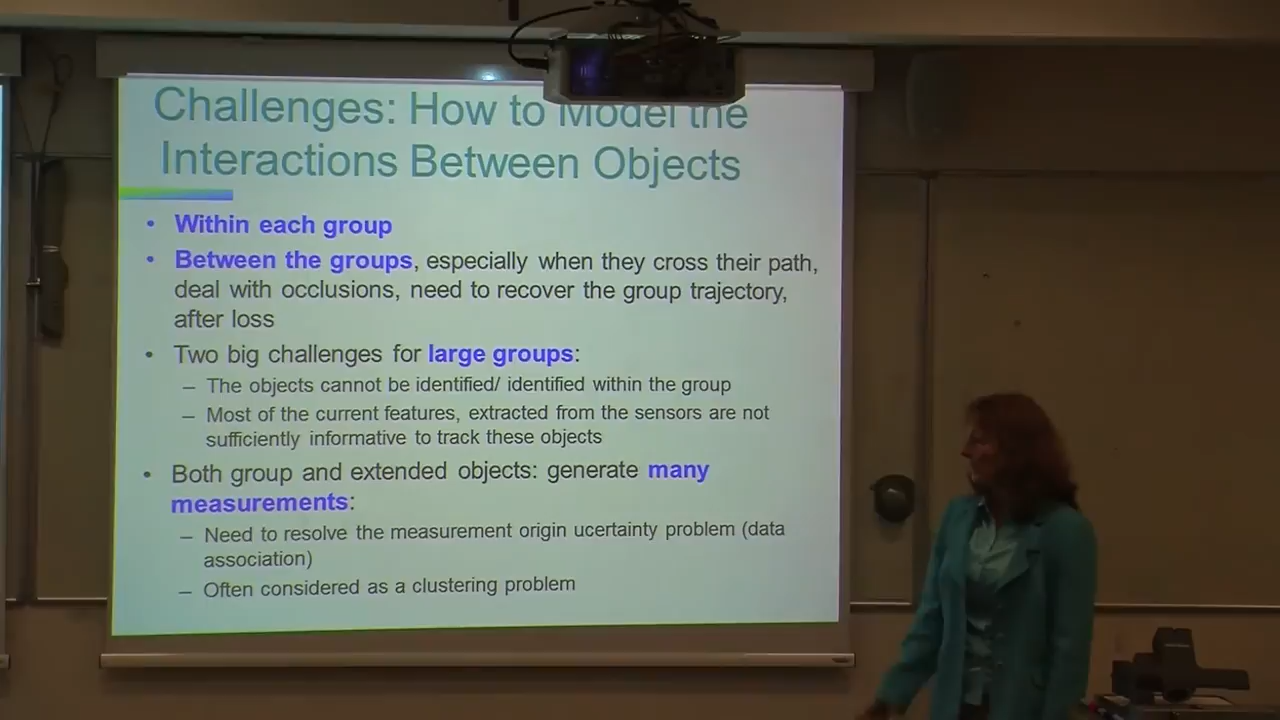 Challenges: How to Model the
Interactions Between Objects
• Within each group
• Between the groups, especially when they cross their path,
deal with occlusions, need to recover the group trajectory,
after loss
• Two big challenges for large groups:
– The objects cannot be identified/ identified within the group
– Most of the current features, extracted from the sensors are not
sufficiently informative to track these objects
• Both group and extended objects: generate many
measurements:
– Need to resolve the measurement origin ucertainty problem (data
association)
– Often considered as a clustering problem